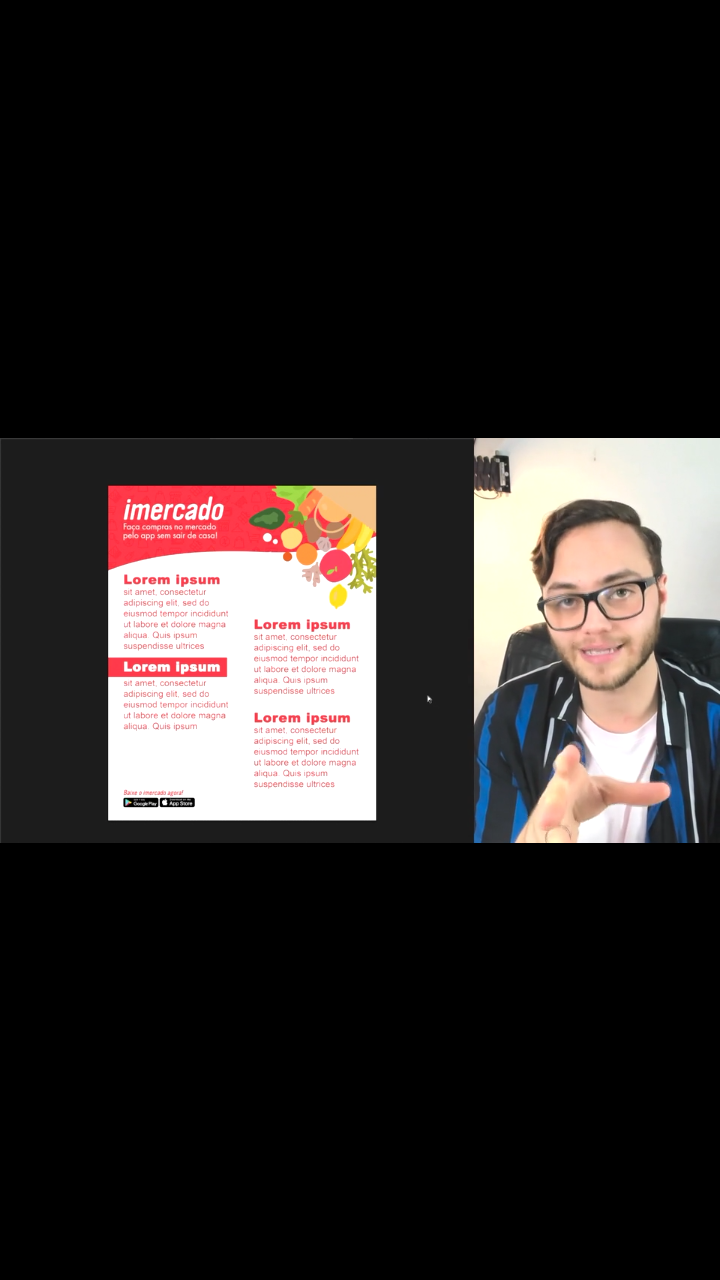 imercado
Faça compras no mercado
pelo app sem sair de casa!
Lorem ipsum
sit amet, consectetur
adipiscing elit, sed do
eiusmod tempor incididunt
ut labore et dolore magna
aliqua. Quis ipsum
suspendisse ultrices
Lorem ipsum
sit amet, consectetur
adipiscing elit, sed do
eiusmod tempor incididunt
ut labore et dolore magna
aliqua. Quis ipsum
Baixe o imercado agora!
Google Play
App Store
Lorem ipsum
sit amet, consectetur
adipiscing elit, sed do
eiusmod tempor incididunt
ut labore et dolore magna
aliqua. Quis ipsum
suspendisse ultrices
Lorem ipsum
sit amet, consectetur
adipiscing elit, sed do
eiusmod tempor incididunt
ut labore et dolore magna
aliqua. Quis ipsum
suspendisse ultrices